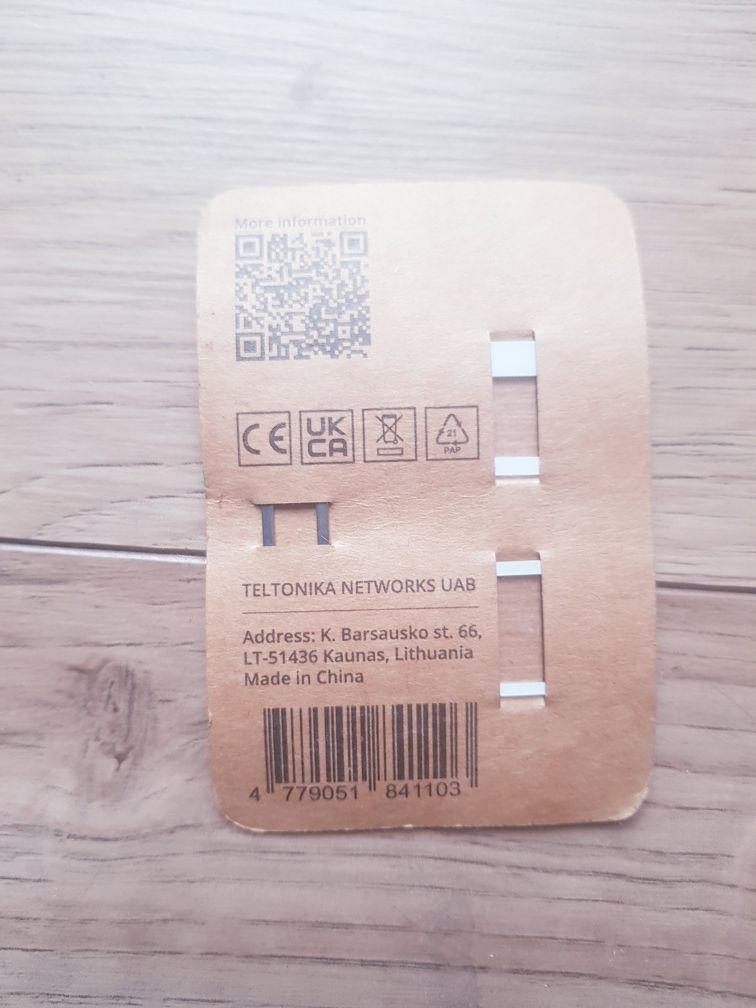 More information
CE
UK
CA
21
PAP
TELTONIKA NETWORKS UAB
Address: K. Barsausko st. 66,
LT-51436 Kaunas, Lithuania
Made in China
4 779051 841103